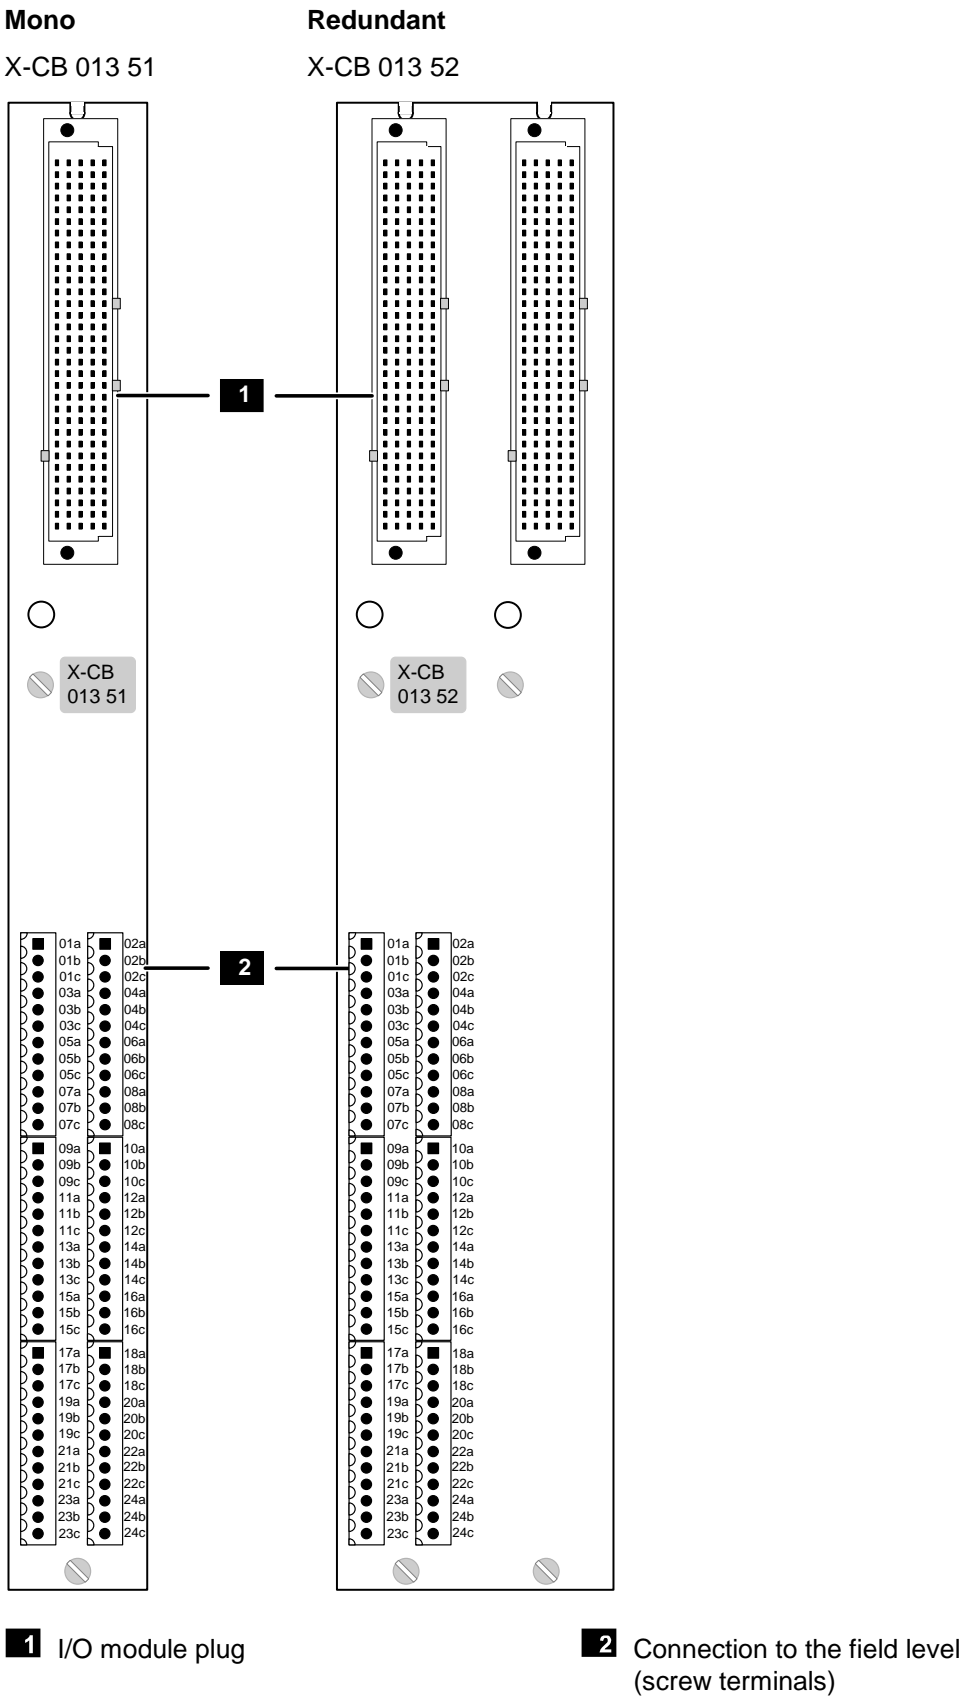 Mono Redundant
X-CB 013 51 X-CB 013 52
1
X-CB X-CB
013 51 013 52
2
01a 02a 01a 02a
01b 02b 01b 02b
01c 02c 01c 02c
03a 04a 03a 04a
03b 04b 03b 04b
03c 04c 03c 04c
05a 06a 05a 06a
05b 06b 05b 06b
05c 06c 05c 06c
07a 08a 07a 08a
07b 08b 07b 08b
07c 08c 07c 08c
09a 10a 09a 10a
09b 10b 09b 10b
09c 10c 09c 10c
11a 12a 11a 12a
11b 12b 11b 12b
11c 12c 11c 12c
13a 14a 13a 14a
13b 14b 13b 14b
13c 14c 13c 14c
15a 16a 15a 16a
15b 16b 15b 16b
15c 16c 15c 16c
17a 18a 17a 18a
17b 18b 17b 18b
17c 18c 17c 18c
19a 20a 19a 20a
19b 20b 19b 20b
19c 20c 19c 20c
21a 22a 21a 22a
21b 22b 21b 22b
21c 22c 21c 22c
23a 24a 23a 24a
23b 24b 23b 24b
23c 24c 23c 24c
1 I/O module plug 2 Connection to the field level
(screw terminals)